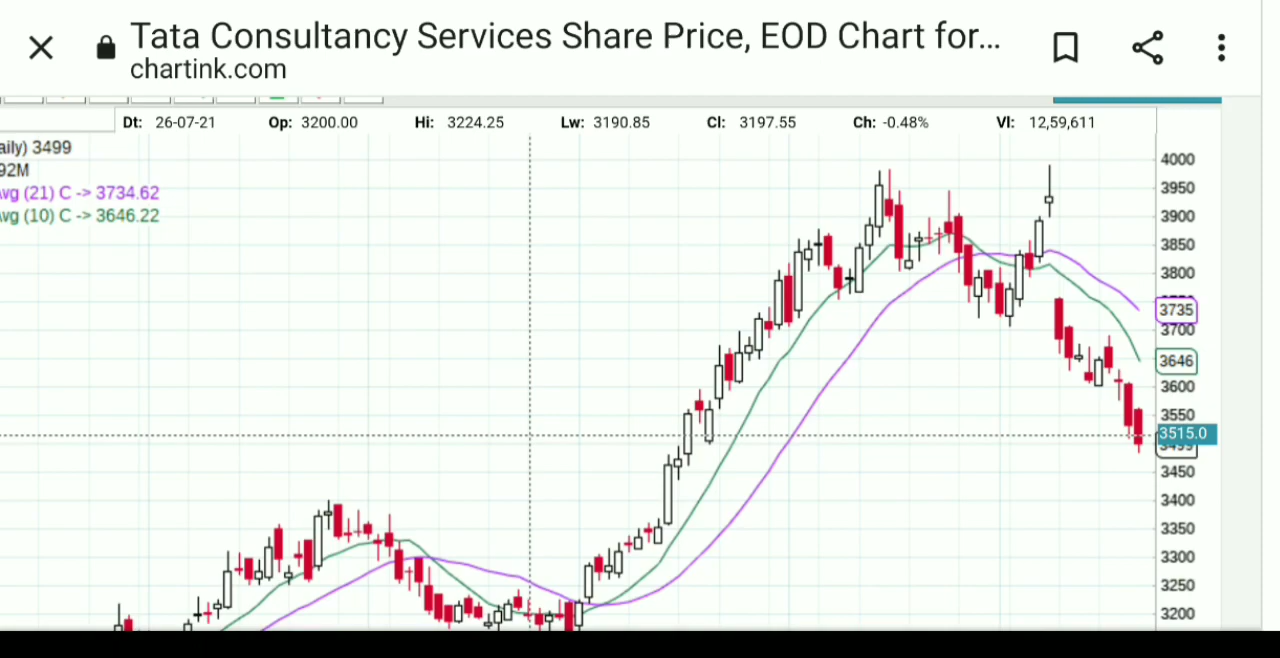 Tata Consultancy Services Share Price, EOD Chart for...
chartink.com
Dt: 26-07-21 Op: 3200.00 Hi: 3224.25 Lw: 3190.85 Cl: 3197.55 Ch: -0.48% Vl: 12,59,611
aily) 3499
92M
vg (21) C -> 3734.62
vg (10) C -> 3646.22
4000
3950
3900
3850
3800
3735
3700
3646
3600
3550
3515.0
3499
3450
3400
3350
3300
3250
3200